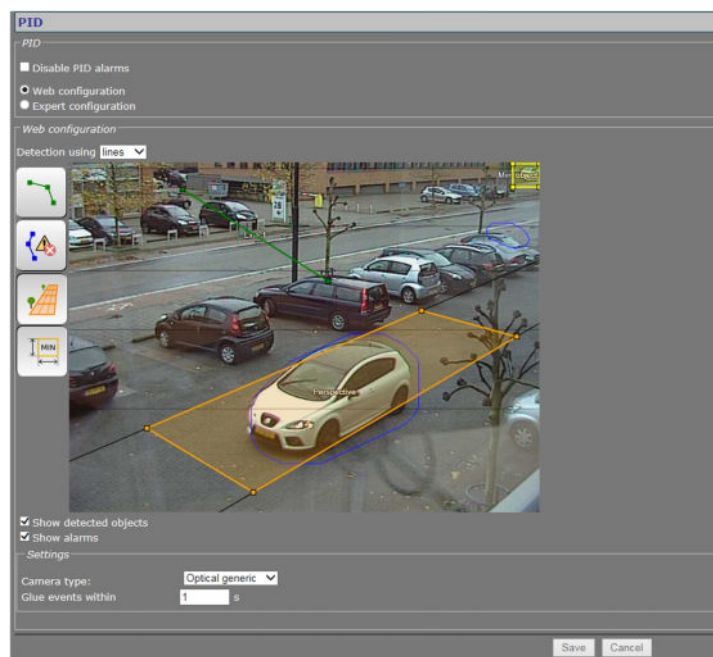 PID
PID
Disable PID alarms
Web configuration
Expert configuration
Web configuration
Detection using lines
MIN
Perspective
Show detected objects
Show alarms
Settings
Camera type: Optical generic
Glue events within 1 s
Save Cancel